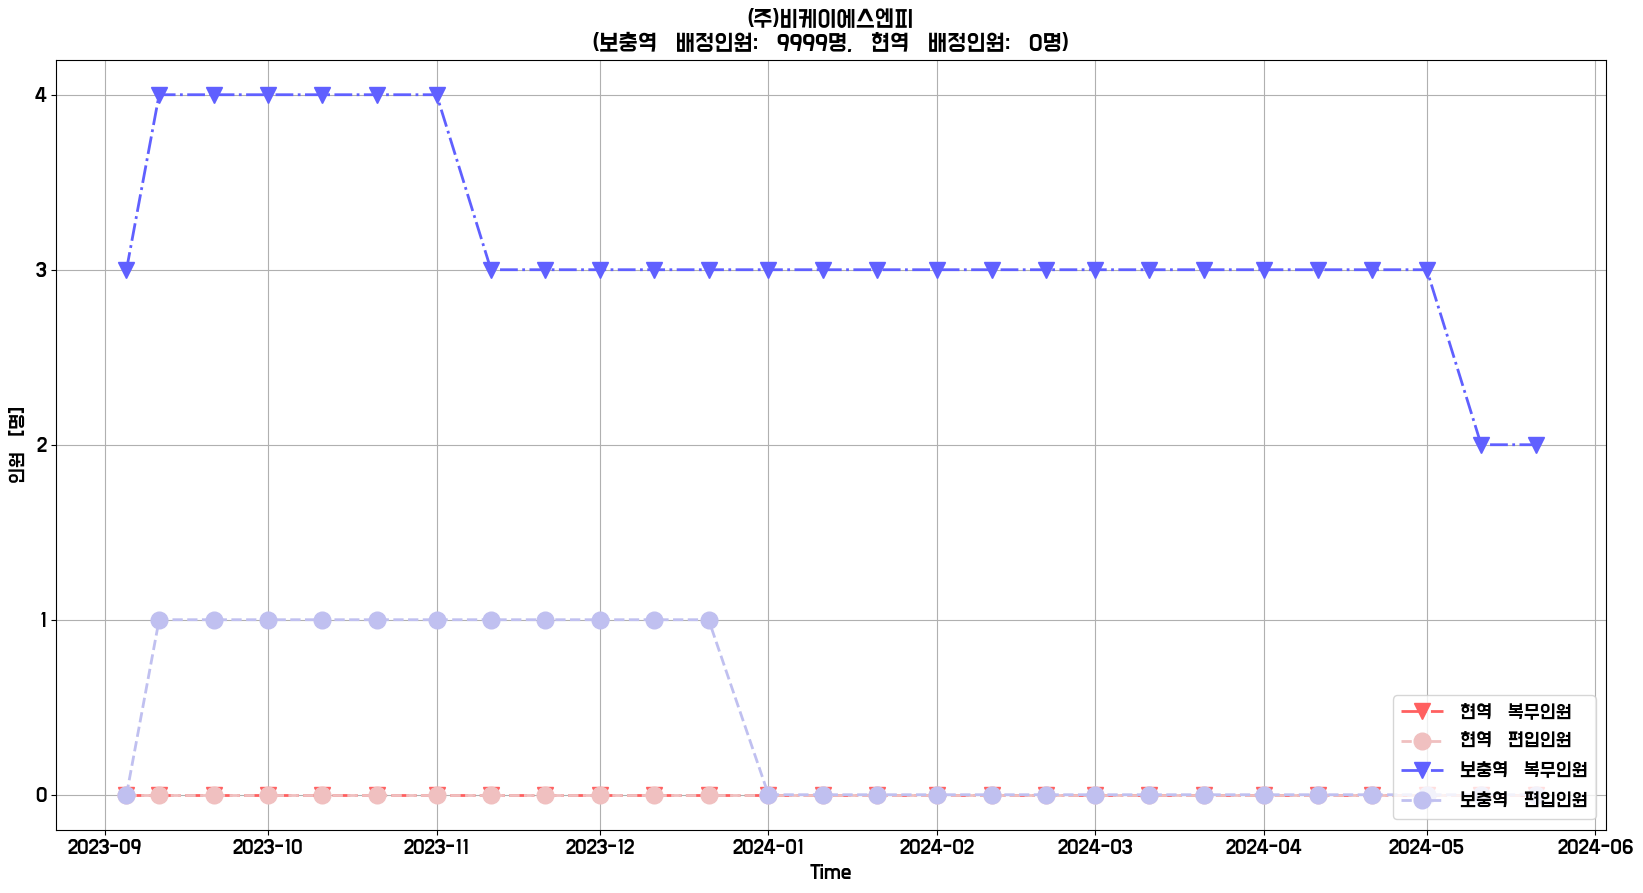 (주)비케이에스엔피
(보충역 배정인원: 9999명, 현역 배정인원: 0명)
인원 [명]
4
3
2
1
0
현역 복무인원
현역 편입인원
보충역 복무인원
보충역 편입인원
2023-09 2023-10 2023-11 2023-12 2024-01 2024-02 2024-03 2024-04 2024-05 2024-06
Time